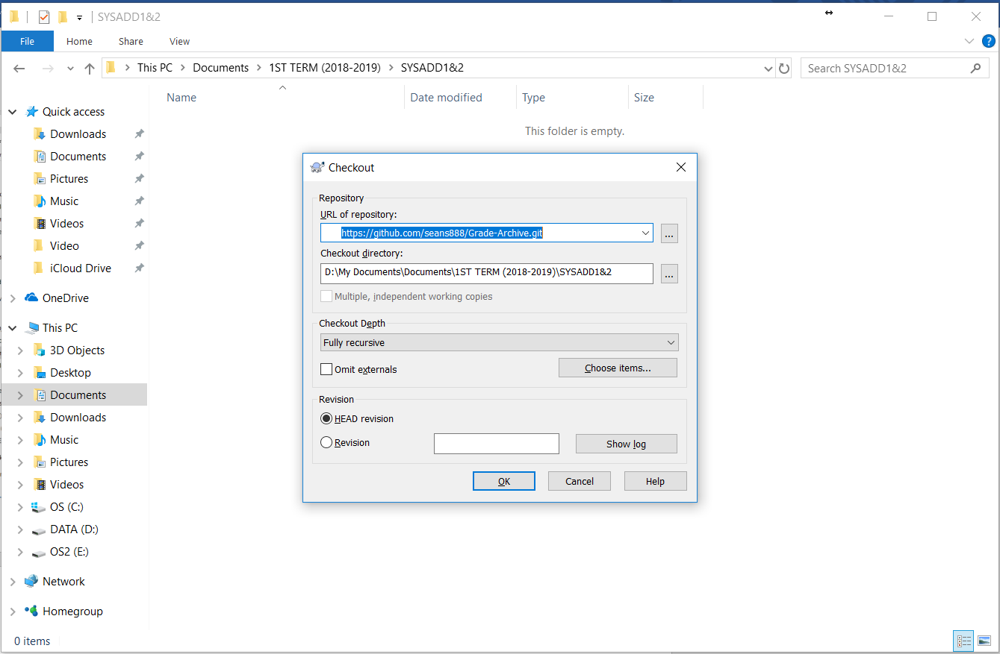 SYSADD1&2
File Home Share View
This PC Documents 1ST TERM (2018-2019) SYSADD1&2 Search SYSADD1&2
Name Date modified Type Size
This folder is empty.
Quick access
Downloads
Documents
Pictures
Music
Videos
Video
iCloud Drive
OneDrive
This PC
3D Objects
Desktop
Documents
Downloads
Music
Pictures
Videos
OS (C:)
DATA (D:)
OS2 (E:)
Network
Homegroup
0 items
Checkout
Repository
URL of repository:
https://github.com/seans888/Grade-Archive.git
...
Checkout directory:
D:\My Documents\Documents\1ST TERM (2018-2019)\SYSADD1&2
...
Multiple, independent working copies
Checkout Depth
Fully recursive
Omit externals Choose items...
Revision
HEAD revision
Revision Show log
OK Cancel Help